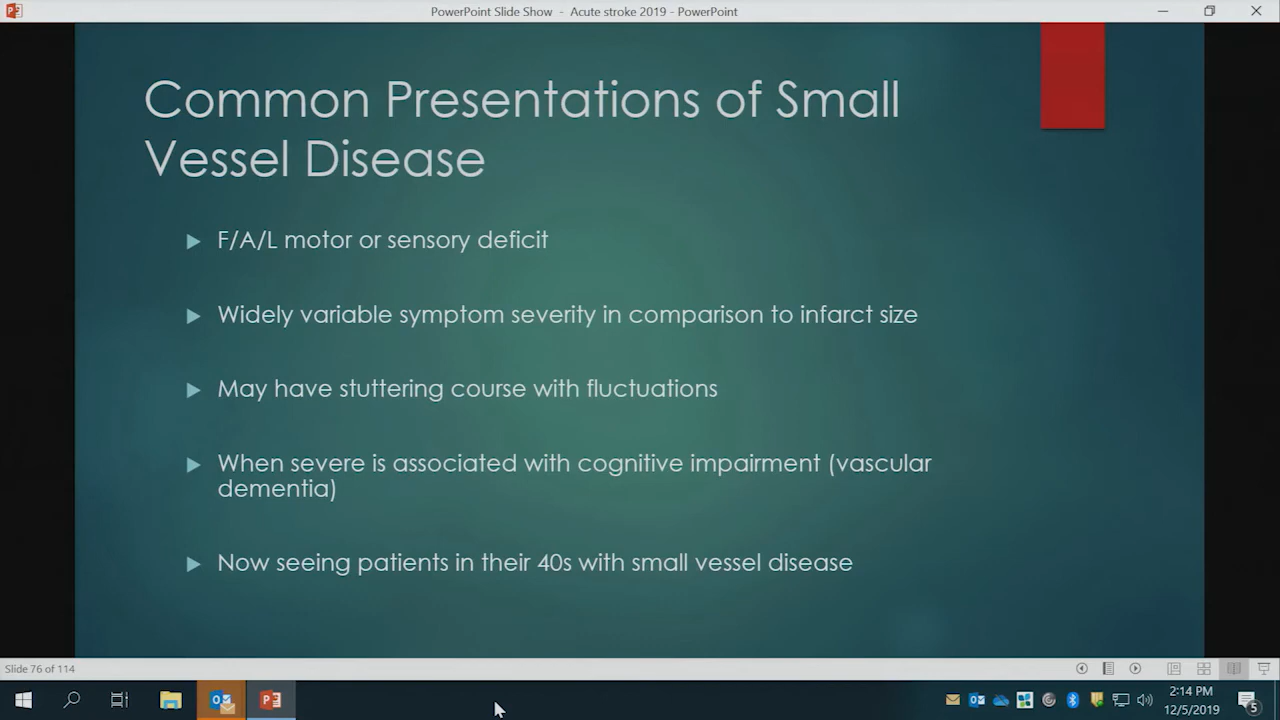 PowerPoint Slide Show - Acute stroke 2019 - PowerPoint
Common Presentations of Small
Vessel Disease
F/A/L motor or sensory deficit
Widely variable symptom severity in comparison to infarct size
May have stuttering course with fluctuations
When severe is associated with cognitive impairment (vascular
dementia)
Now seeing patients in their 40s with small vessel disease
Slide 76 of 114
2:14 PM
12/5/2019
5